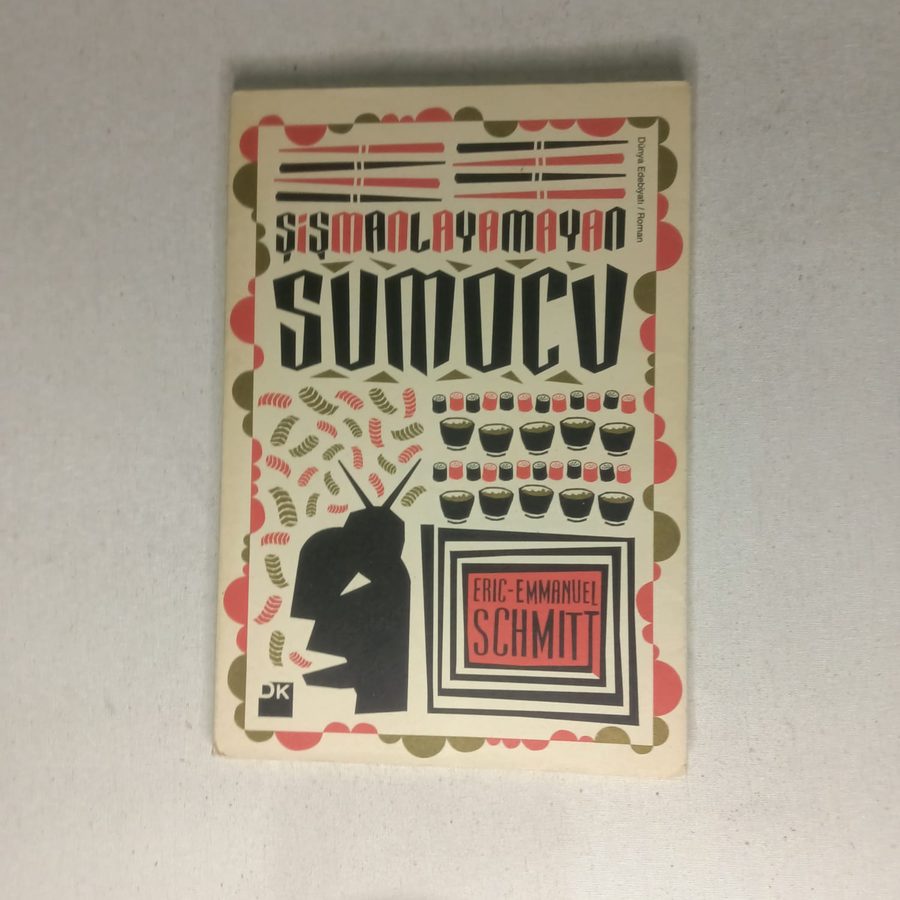 Dünya Edebiyatı / Roman
ŞİŞMANLAYAMAYAN
SUMOCU
ERIC-EMMANUEL
SCHMITT
DK